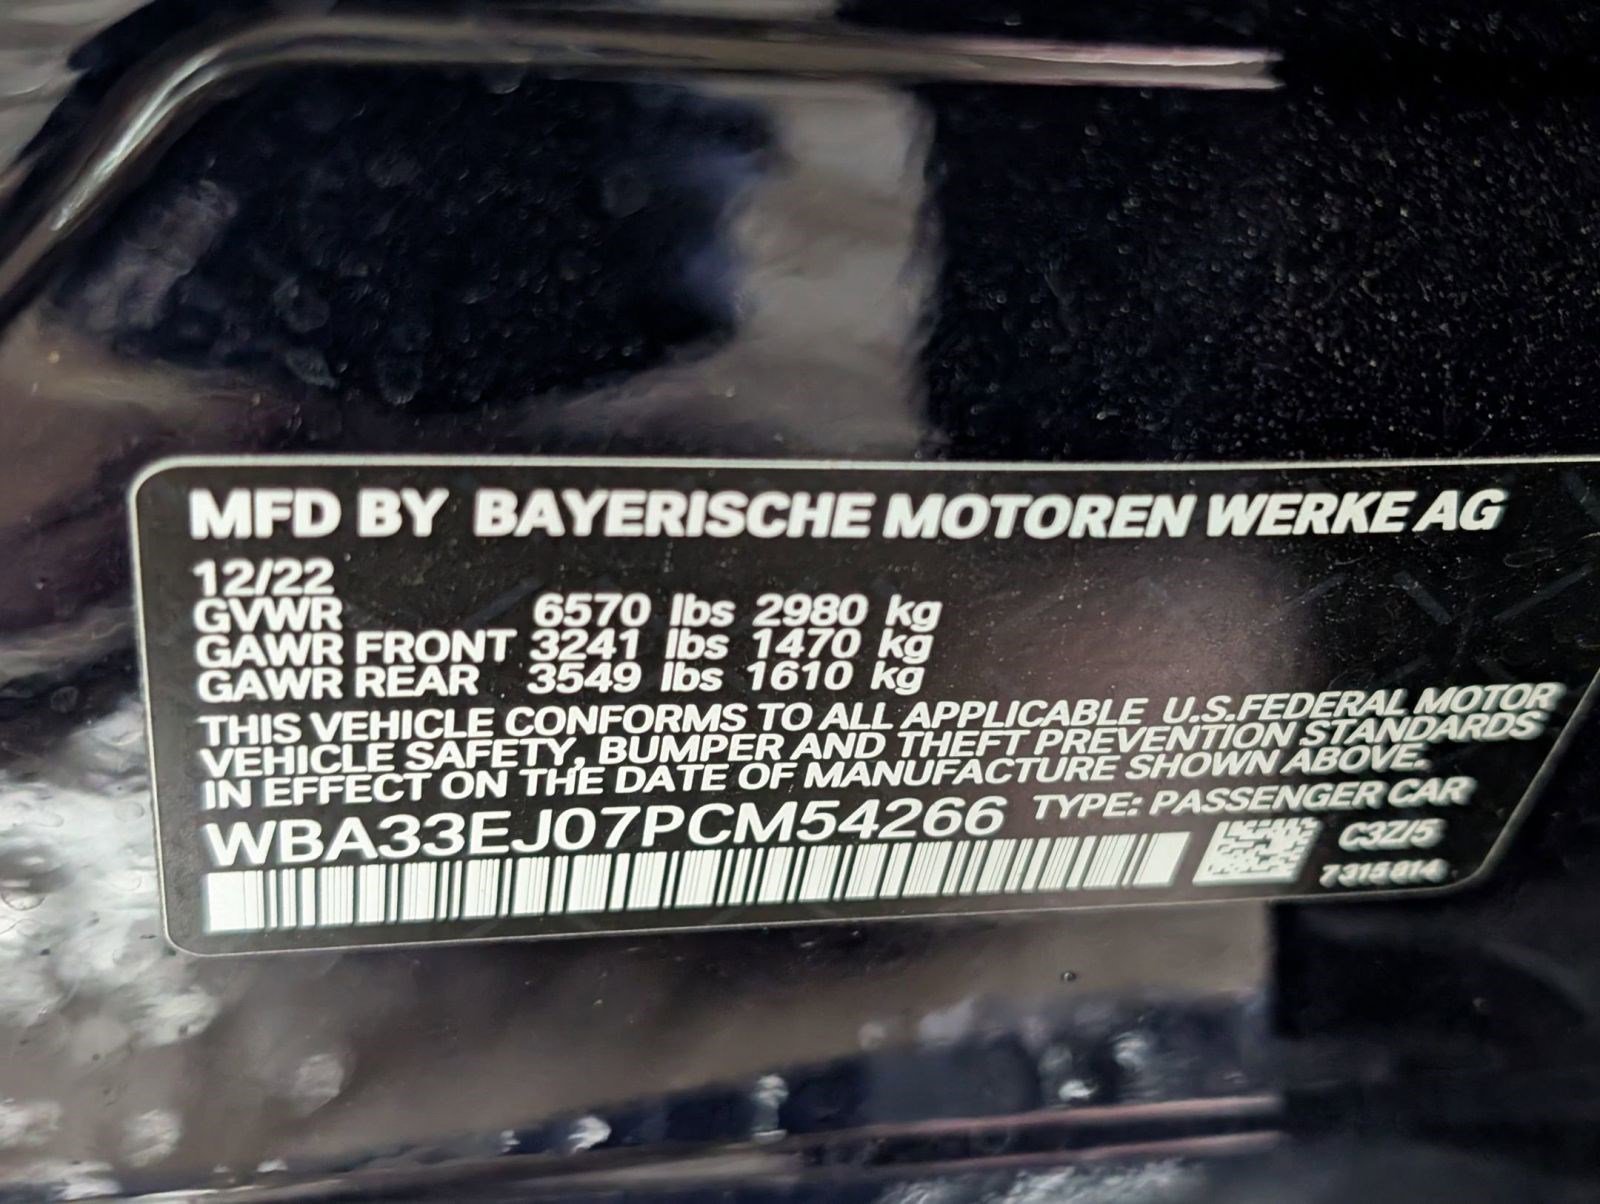 MFD BY BAYERISCHE MOTOREN WERKE AG
12/22
GVWR 6570 lbs 2980 kg
GAWR FRONT 3241 lbs 1470 kg
GAWR REAR 3549 lbs 1610 kg
THIS VEHICLE CONFORMS TO ALL APPLICABLE U.S.FEDERAL MOTOR
VEHICLE SAFETY, BUMPER AND THEFT PREVENTION STANDARDS
IN EFFECT ON THE DATE OF MANUFACTURE SHOWN ABOVE.
WBA33EJ07PCM54266 TYPE: PASSENGER CAR
C3Z/5
7315814